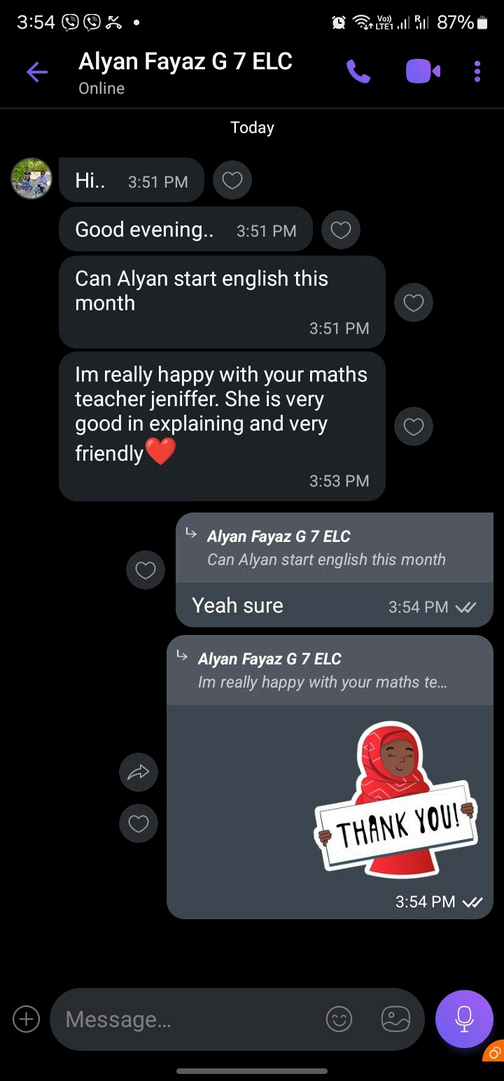 3:54
Vo)) R
LTE1 87%
Alyan Fayaz G 7 ELC
Online
Today
Hi.. 3:51 PM
Good evening.. 3:51 PM
Can Alyan start english this
month
3:51 PM
Im really happy with your maths
teacher jeniffer. She is very
good in explaining and very
friendly❤️
3:53 PM
Alyan Fayaz G 7 ELC
Can Alyan start english this month
Yeah sure 3:54 PM
Alyan Fayaz G 7 ELC
Im really happy with your maths te...
THANK YOU!
3:54 PM
Message...